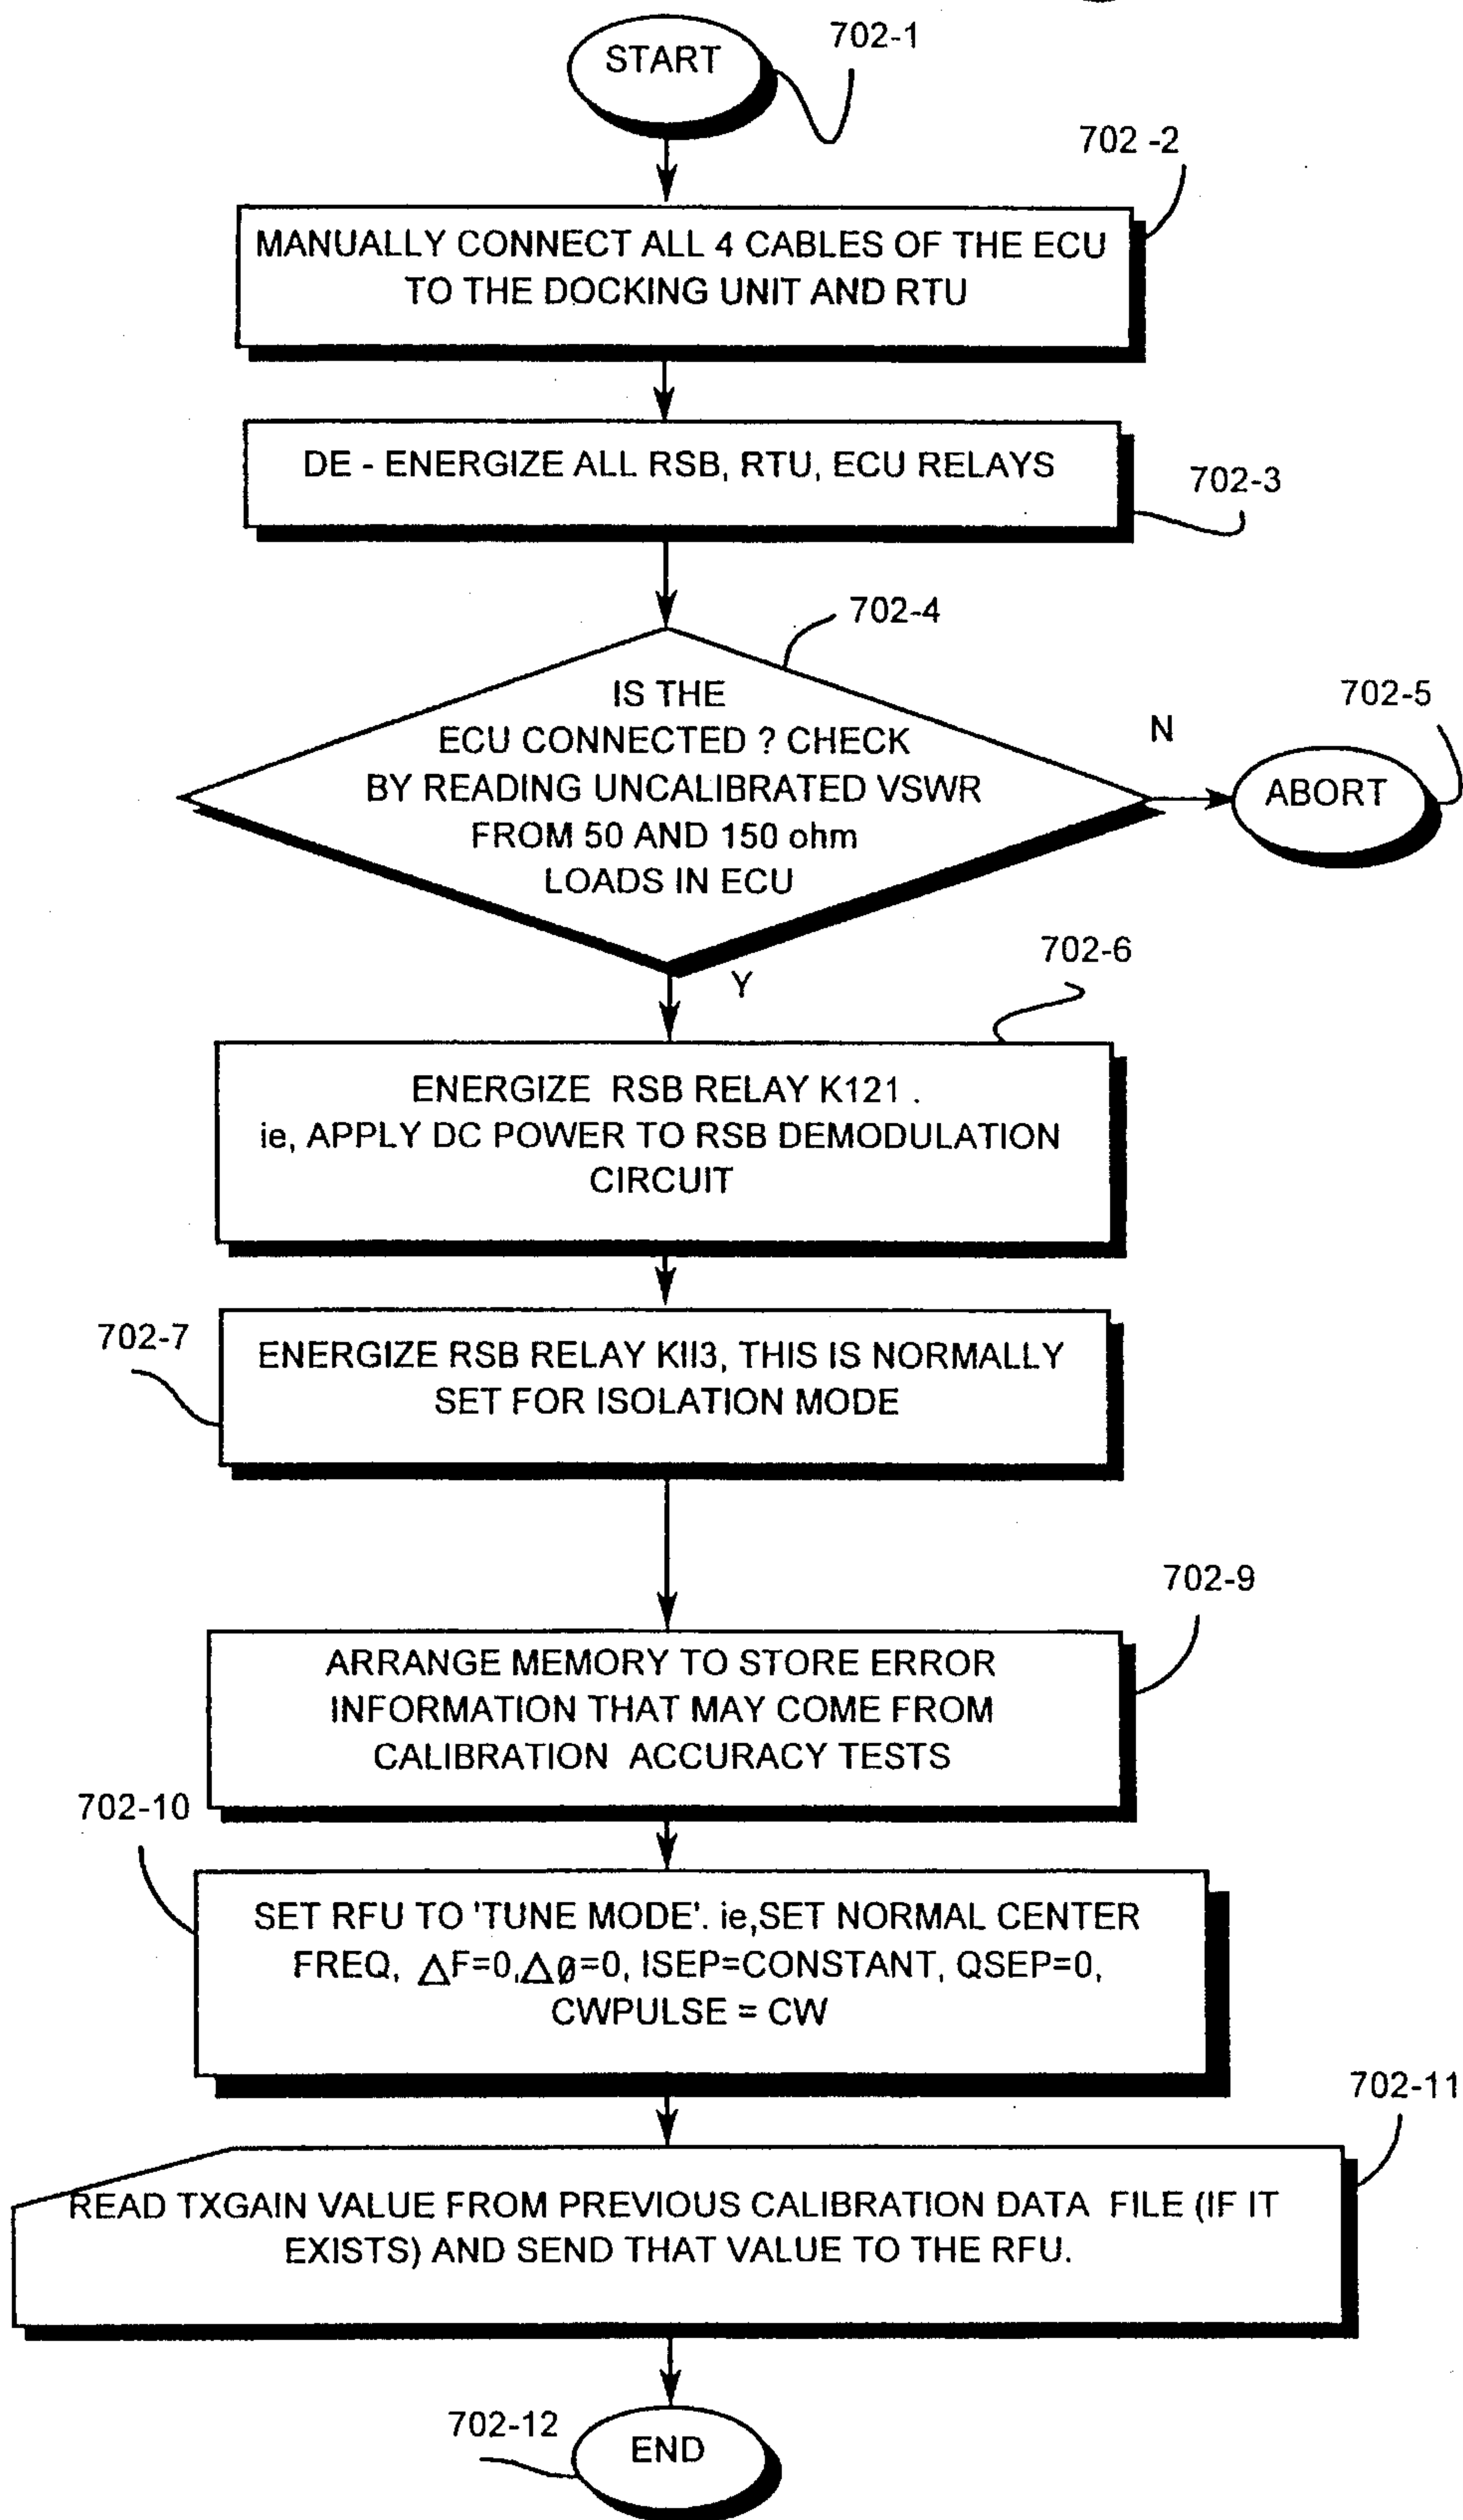 START
702-1
702 -2
MANUALLY CONNECT ALL 4 CABLES OF THE ECU
TO THE DOCKING UNIT AND RTU
DE - ENERGIZE ALL RSB, RTU, ECU RELAYS
702-3
702-4
IS THE
ECU CONNECTED ? CHECK
BY READING UNCALIBRATED VSWR
FROM 50 AND 150 ohm
LOADS IN ECU
N
702-5
ABORT
Y
702-6
ENERGIZE RSB RELAY K121 .
ie, APPLY DC POWER TO RSB DEMODULATION
CIRCUIT
702-7
ENERGIZE RSB RELAY KII3, THIS IS NORMALLY
SET FOR ISOLATION MODE
702-9
ARRANGE MEMORY TO STORE ERROR
INFORMATION THAT MAY COME FROM
CALIBRATION ACCURACY TESTS
702-10
SET RFU TO 'TUNE MODE'. ie,SET NORMAL CENTER
FREQ, ΔF=0,Δø=0, ISEP=CONSTANT, QSEP=0,
CWPULSE = CW
702-11
READ TXGAIN VALUE FROM PREVIOUS CALIBRATION DATA FILE (IF IT
EXISTS) AND SEND THAT VALUE TO THE RFU.
702-12
END